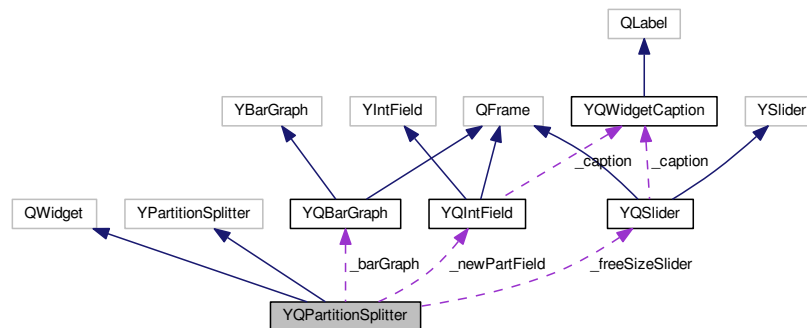 QLabel
YBarGraph
YIntField
QFrame
YQWidgetCaption
YSlider
_caption
_caption
QWidget
YPartitionSplitter
YQBarGraph
YQIntField
YQSlider
_barGraph
_newPartField
_freeSizeSlider
YQPartitionSplitter